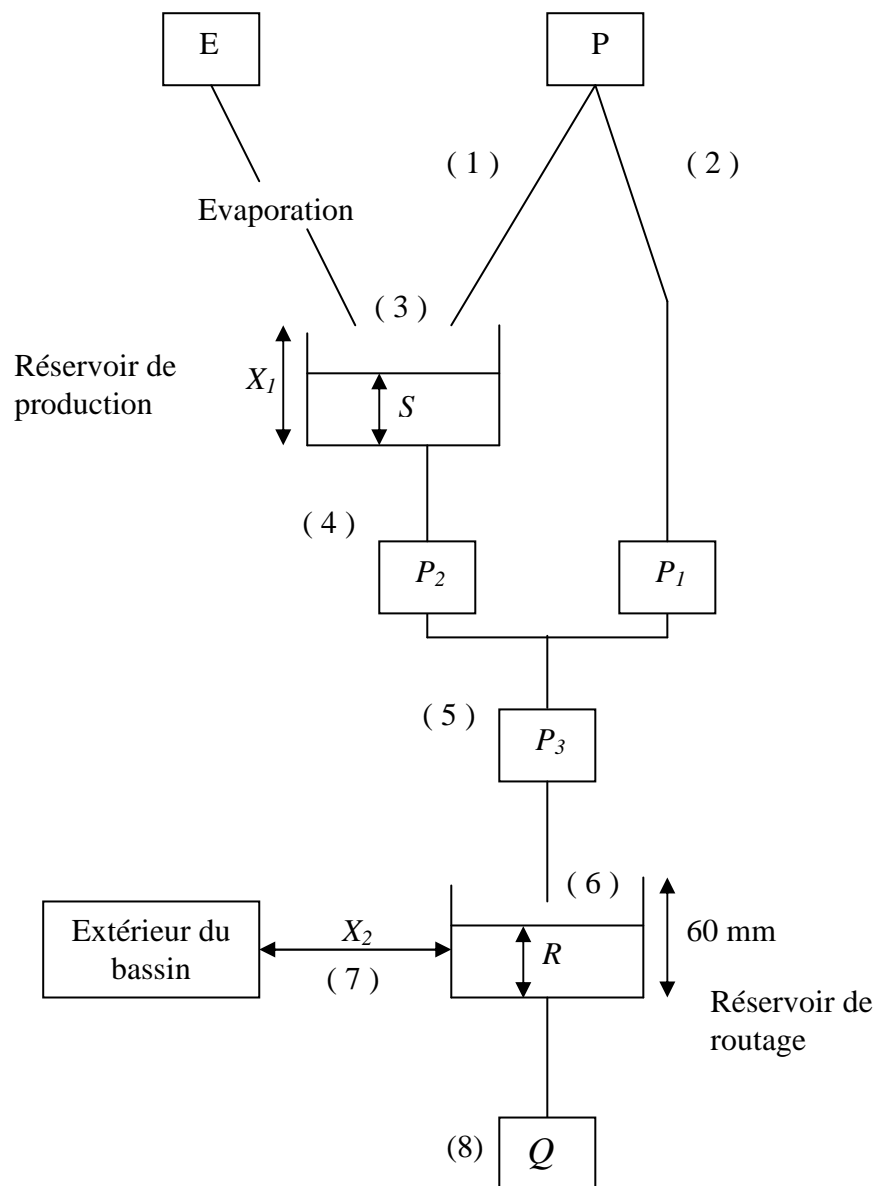 E
P
( 1 )
( 2 )
Evaporation
( 3 )
Réservoir de
production
X₁
S
( 4 )
P₂
P₁
( 5 )
P₃
( 6 )
Extérieur du
bassin
X₂
( 7 )
R
60 mm
Réservoir de
routage
(8)
Q